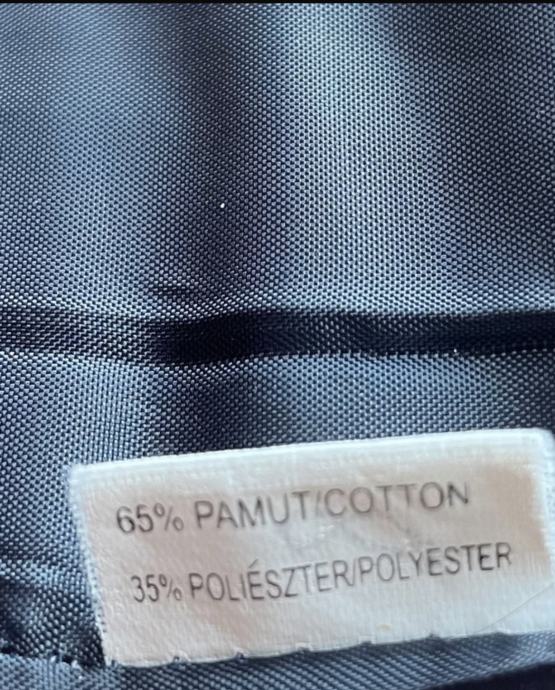 65% PAMUT/COTTON
35% POLIÉSZTER/POLYESTER